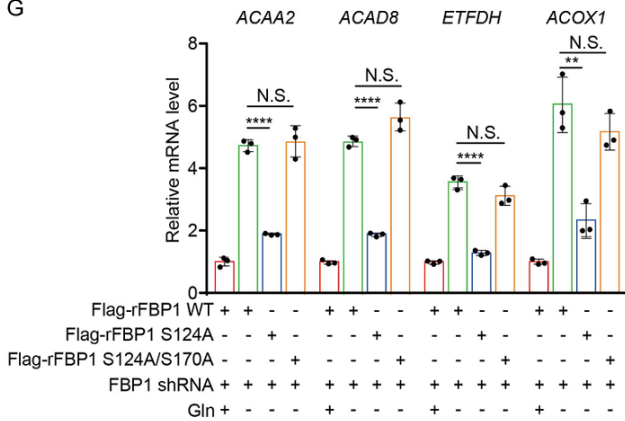 G
ACAA2 ACAD8 ETFDH ACOX1
N.S.
**
N.S. N.S. N.S.
**** **** ****
Relative mRNA level
8
6
4
2
0
Flag-rFBP1 WT + + - - + + - - + + - - + + - -
Flag-rFBP1 S124A - - + - - - + - - - + - - - + -
Flag-rFBP1 S124A/S170A - - - + - - - + - - - + - - - +
FBP1 shRNA + + + + + + + + + + + + + + + +
Gln + - - - + - - - + - - - + - - -